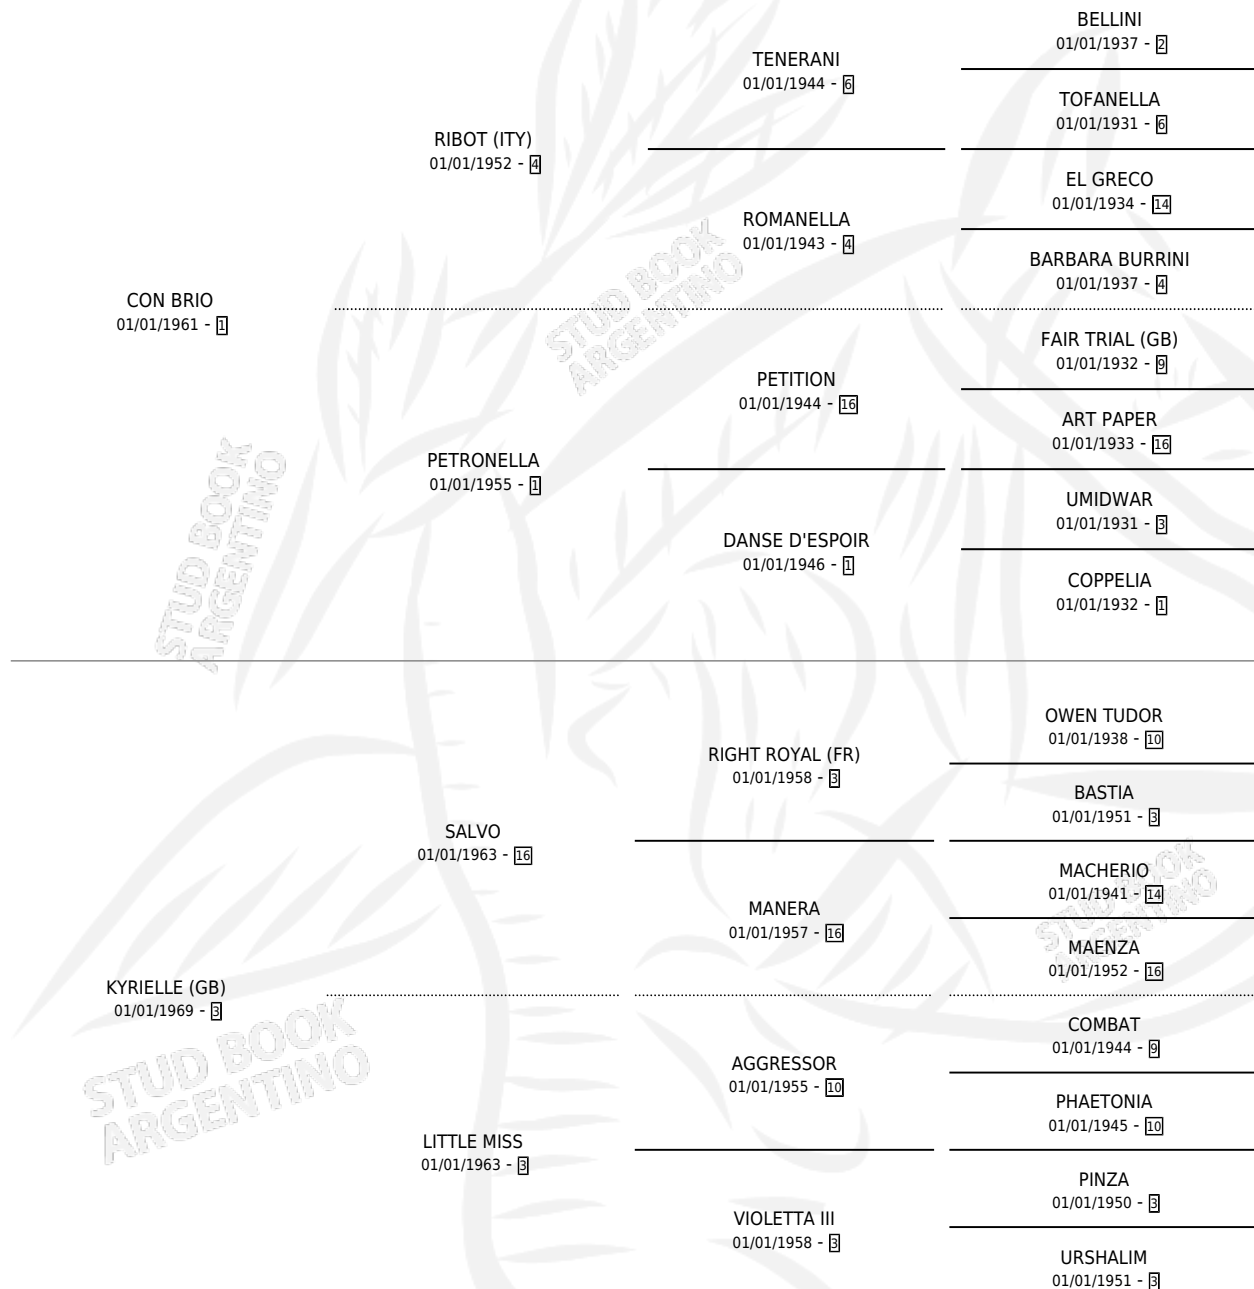 BELLINI
01/01/1937 - 2
TENERANI
01/01/1944 - 6
TOFANELLA
01/01/1931 - 6
RIBOT (ITY)
01/01/1952 - 4
EL GRECO
01/01/1934 - 14
ROMANELLA
01/01/1943 - 4
BARBARA BURRINI
01/01/1937 - 4
CON BRIO
01/01/1961 - 1
FAIR TRIAL (GB)
01/01/1932 - 9
PETITION
01/01/1944 - 16
ART PAPER
01/01/1933 - 16
PETRONELLA
01/01/1955 - 1
UMIDWAR
01/01/1931 - 3
DANSE D'ESPOIR
01/01/1946 - 1
COPPELIA
01/01/1932 - 1
OWEN TUDOR
01/01/1938 - 10
RIGHT ROYAL (FR)
01/01/1958 - 3
BASTIA
01/01/1951 - 3
SALVO
01/01/1963 - 16
MACHERIO
01/01/1941 - 14
MANERA
01/01/1957 - 16
MAENZA
01/01/1952 - 16
KYRIELLE (GB)
01/01/1969 - 3
COMBAT
01/01/1944 - 9
AGGRESSOR
01/01/1955 - 10
PHAETONIA
01/01/1945 - 10
LITTLE MISS
01/01/1963 - 3
PINZA
01/01/1950 - 3
VIOLETTA III
01/01/1958 - 3
URSHALIM
01/01/1951 - 3
STUD BOOK
ARGENTINO
STUD BOOK
ARGENTINO
STUD BOOK
ARGENTINO
STUD BOOK
ARGENTINO